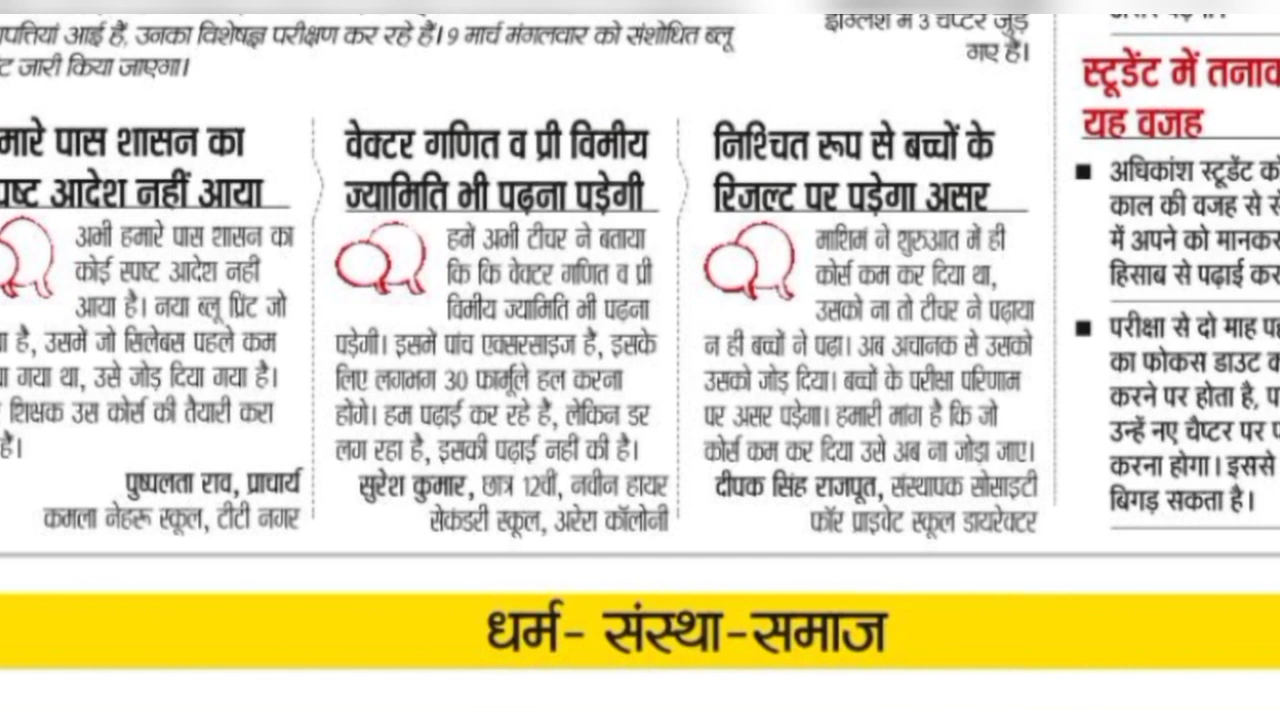 आई हैं, उनका विशेषज्ञ परीक्षण कर रहे हैं। 9 मार्च मंगलवार को संशोधित ब्लू
जारी किया जाएगा।
इंग्लिश में 3 चैप्टर जुड़
गए हैं।
मारे पास शासन का
आदेश नहीं आया
अभी हमारे पास शासन का
कोई स्पष्ट आदेश नहीं
आया है। नया ब्लू प्रिंट जो
है, उसमें जो सिलेबस पहले कम
गया था, उसे जोड़ दिया गया है।
शिक्षक उस कोर्स की तैयारी करा
हैं।
पुष्पलता राव, प्राचार्य
कमला नेहरू स्कूल, टीटी नगर
वेक्टर गणित व प्री विमीय
ज्यामिति भी पढ़ना पड़ेगी
हमें अभी टीचर ने बताया
कि कि वेक्टर गणित व प्री
विमीय ज्यामिति भी पढ़ना
पड़ेगी। इसमें पांच एक्सरसाइज हैं, इसके
लिए लगभग 30 फार्मूले हल करना
होंगे। हम पढ़ाई कर रहे हैं, लेकिन डर
लग रहा है, इसकी पढ़ाई नहीं की है।
सुरेश कुमार, छात्र 12वीं, नवीन हायर
सेकंडरी स्कूल, अरेरा कॉलोनी
निश्चित रूप से बच्चों के
रिजल्ट पर पड़ेगा असर
माशिमं ने शुरुआत में ही
कोर्स कम कर दिया था,
उसको ना तो टीचर ने पढ़ाया
न ही बच्चों ने पढ़ा। अब अचानक से उसको
उसको जोड़ दिया। बच्चों के परीक्षा परिणाम
पर असर पड़ेगा। हमारी मांग है कि जो
कोर्स कम कर दिया उसे अब ना जोड़ा जाए।
दीपक सिंह राजपूत, संस्थापक सोसाइटी
फॉर प्राइवेट स्कूल डायरेक्टर
स्टूडेंट में तनाव
यह वजह
■ अधिकांश स्टूडेंट
काल की वजह से
में अपने को मानकर
हिसाब से पढ़ाई
■ परीक्षा से दो माह
का फोकस डाउट
करने पर होता है,
उन्हें नए चैप्टर पर
करना होगा। इससे
बिगड़ सकता है।
धर्म- संस्था-समाज